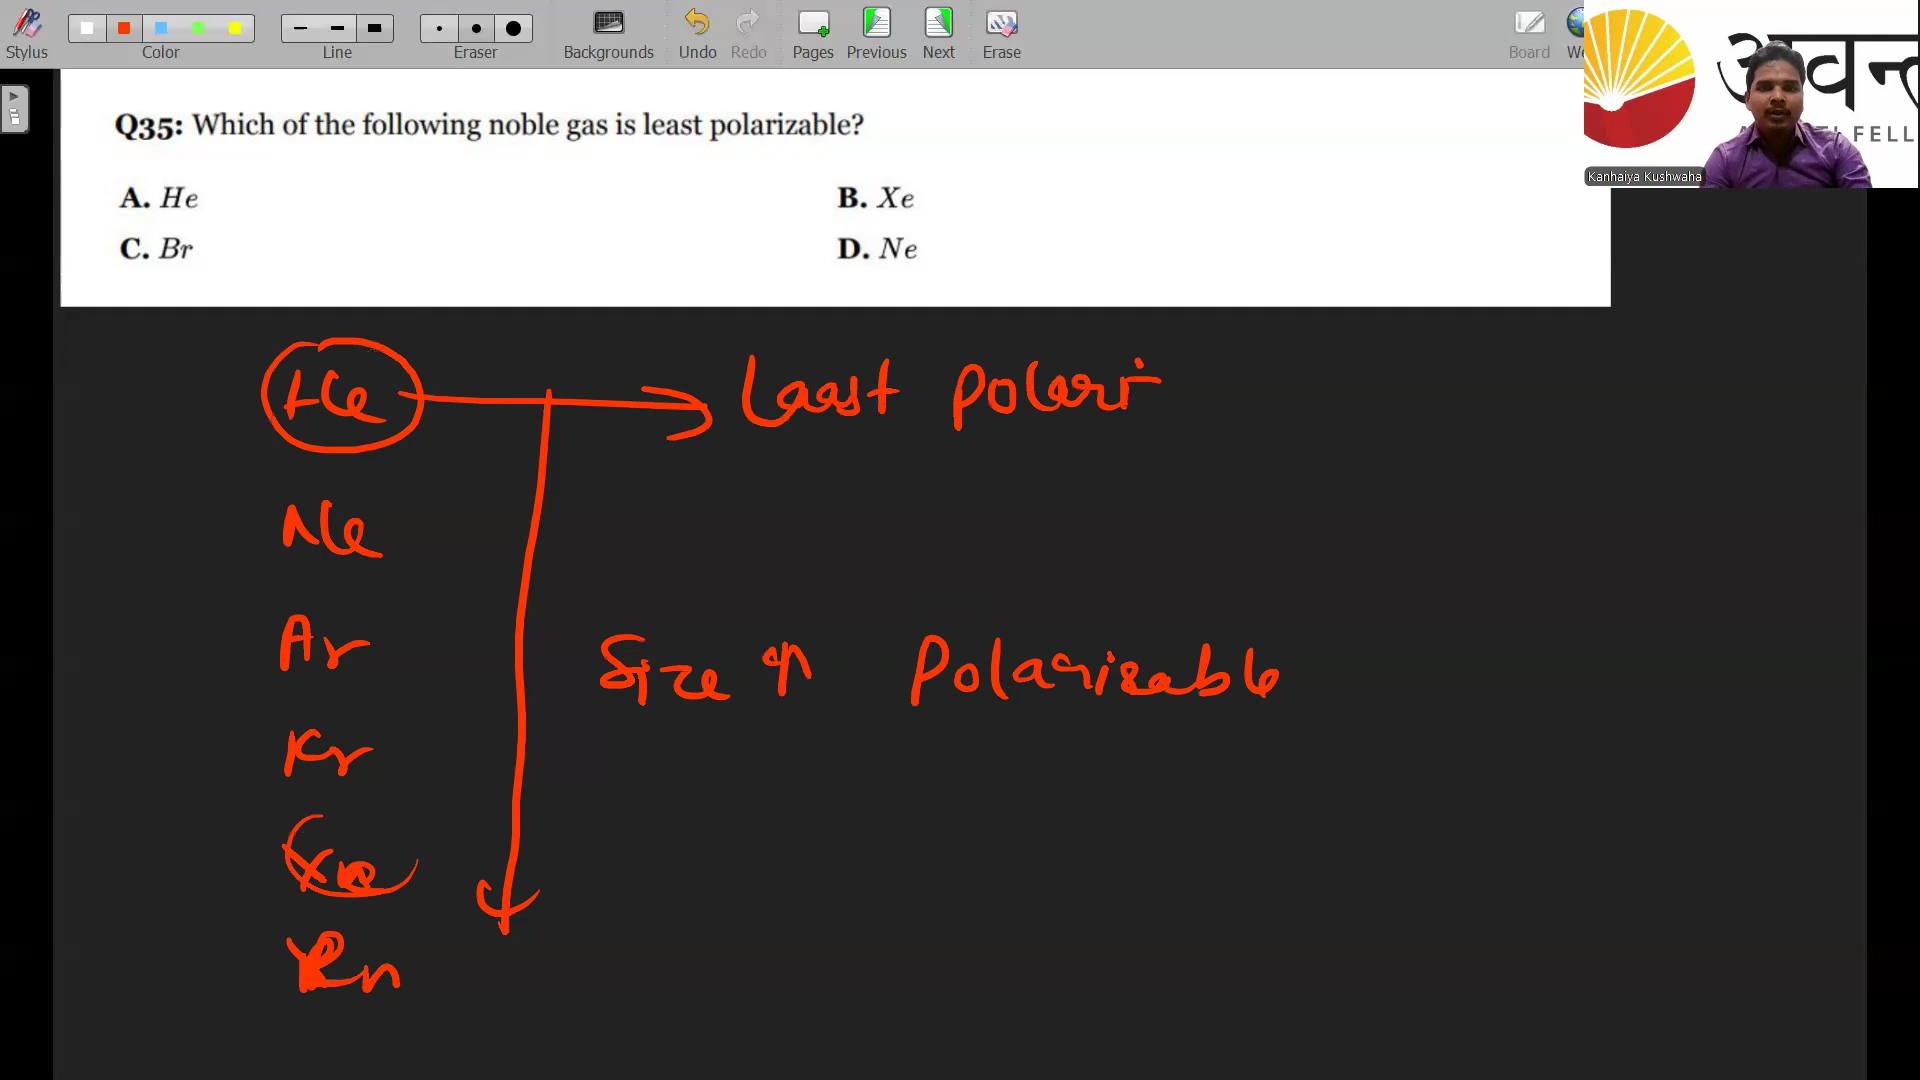 Stylus Color Line Eraser Backgrounds Undo Redo Pages Previous Next Erase Board
Kanhaiya Kushwaha
FELL
Q35: Which of the following noble gas is least polarizable?
A. He B. Xe
C. Br D. Ne
He Least polari
Ne
Ar Size ↑ Polarizable
Kr
Xe
Rn